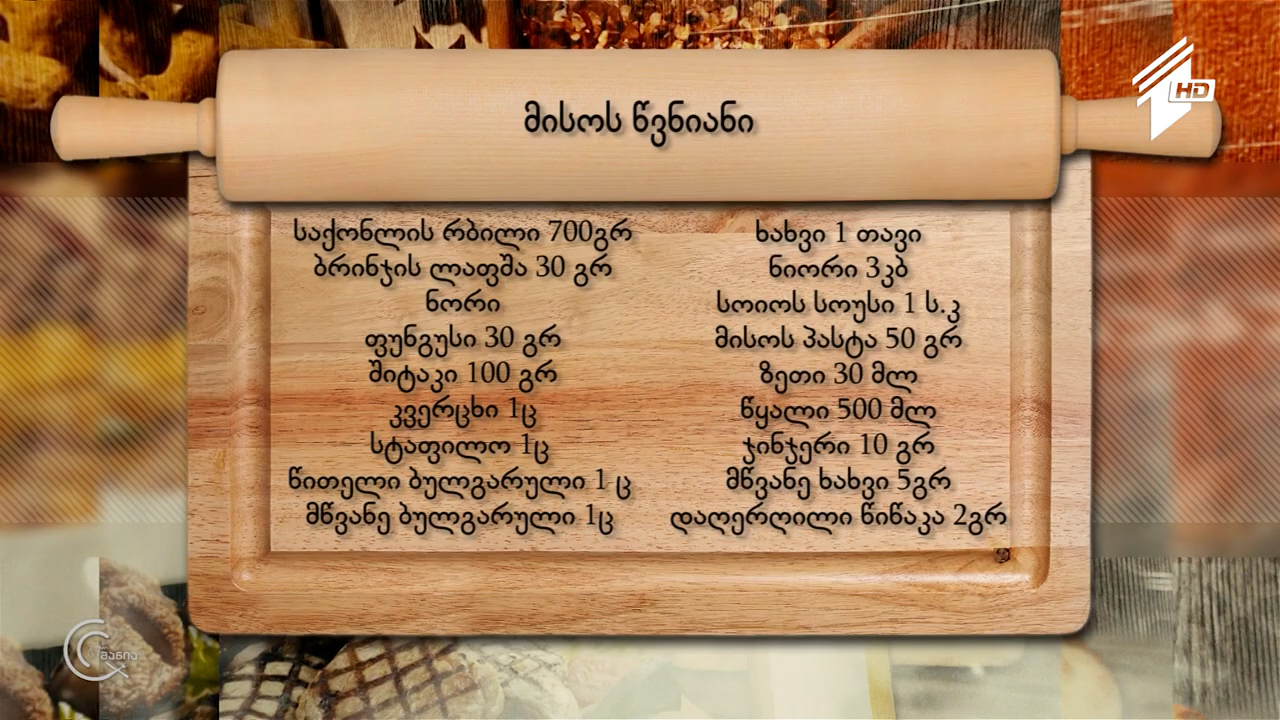 მისოს წვნიანი
საქონლის რბილი 700გრ
ბრინჯის ლაფშა 30 გრ
ნორი
ფუნგუსი 30 გრ
შიტაკი 100 გრ
კვერცხი 1ც
სტაფილო 1ც
წითელი ბულგარული 1 ც
მწვანე ბულგარული 1ც
ხახვი 1 თავი
ნიორი 3კბ
სოიოს სოუსი 1 ს.კ
მისოს პასტა 50 გრ
ზეთი 30 მლ
წყალი 500 მლ
ჯინჯერი 10 გრ
მწვანე ხახვი 5გრ
დაღერღილი წიწაკა 2გრ
HD
მანია